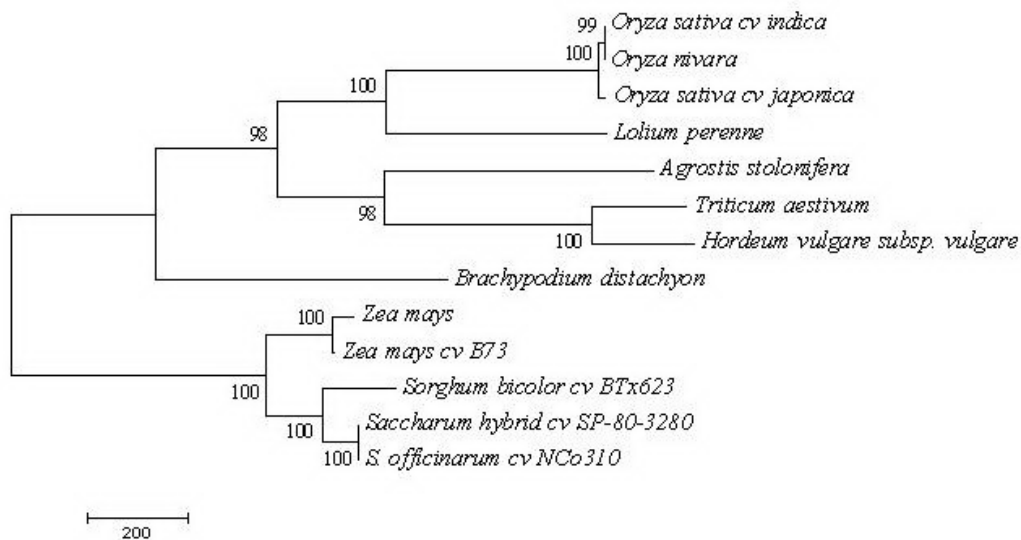 99
Oryza sativa cv indica
100
Oryza nivara
100
Oryza sativa cv japonica
98
Lolium perenne
Agrostis stolonifera
98
Triticum aestivum
100
Hordeum vulgare subsp. vulgare
Brachypodium distachyon
100
Zea mays
Zea mays cv B73
100
Sorghum bicolor cv BTx623
100
Saccharum hybrid cv SP-80-3280
100
S. officinarum cv NCo310
200